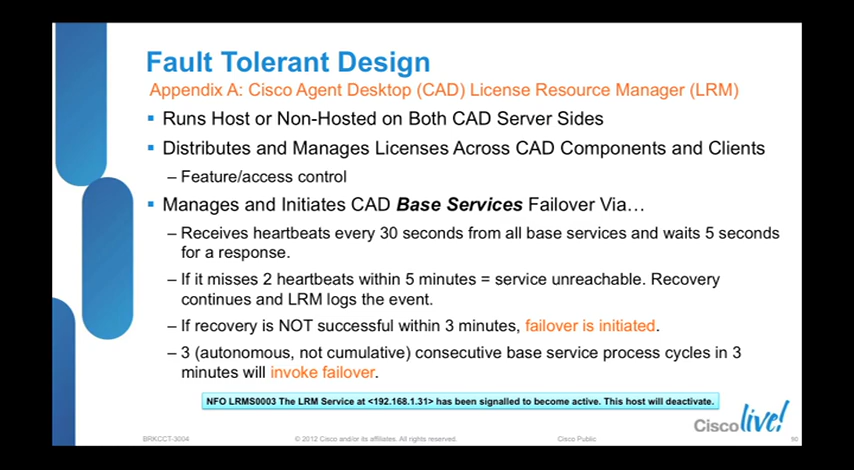 Fault Tolerant Design
Appendix A: Cisco Agent Desktop (CAD) License Resource Manager (LRM)
▪ Runs Host or Non-Hosted on Both CAD Server Sides
▪ Distributes and Manages Licenses Across CAD Components and Clients
– Feature/access control
▪ Manages and Initiates CAD Base Services Failover Via…
– Receives heartbeats every 30 seconds from all base services and waits 5 seconds
for a response.
– If it misses 2 heartbeats within 5 minutes = service unreachable. Recovery
continues and LRM logs the event.
– If recovery is NOT successful within 3 minutes, failover is initiated.
– 3 (autonomous, not cumulative) consecutive base service process cycles in 3
minutes will invoke failover.
NFO LRMS0003 The LRM Service at <192.168.1.31> has been signalled to become active. This host will deactivate.
Cisco live!
BRKCCT-3004 © 2012 Cisco and/or its affiliates. All rights reserved. Cisco Public 90